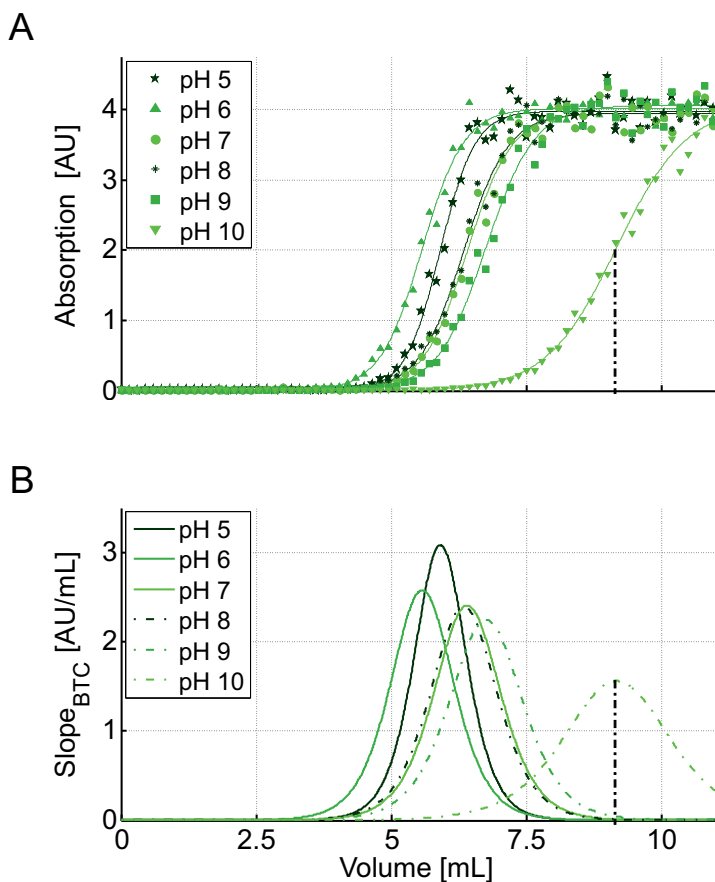 A
Absorption [AU]
4
3
2
1
0
pH 5
pH 6
pH 7
pH 8
pH 9
pH 10
B
Slope_BTC [AU/mL]
3
2
1
0
pH 5
pH 6
pH 7
pH 8
pH 9
pH 10
0
2.5
5
7.5
10
Volume [mL]